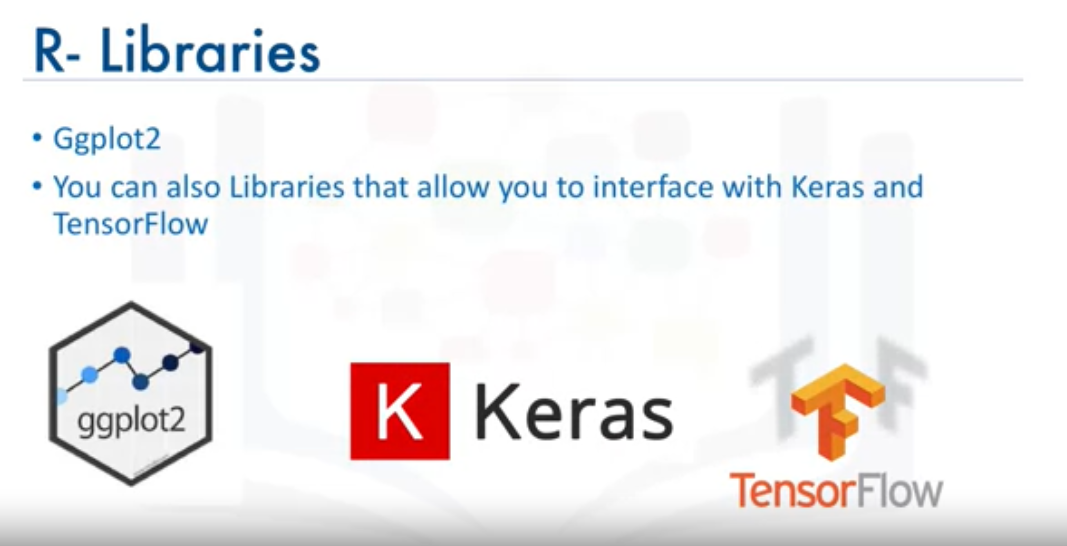 R- Libraries
• Ggplot2
• You can also Libraries that allow you to interface with Keras and
TensorFlow
ggplot2
K Keras
TensorFlow